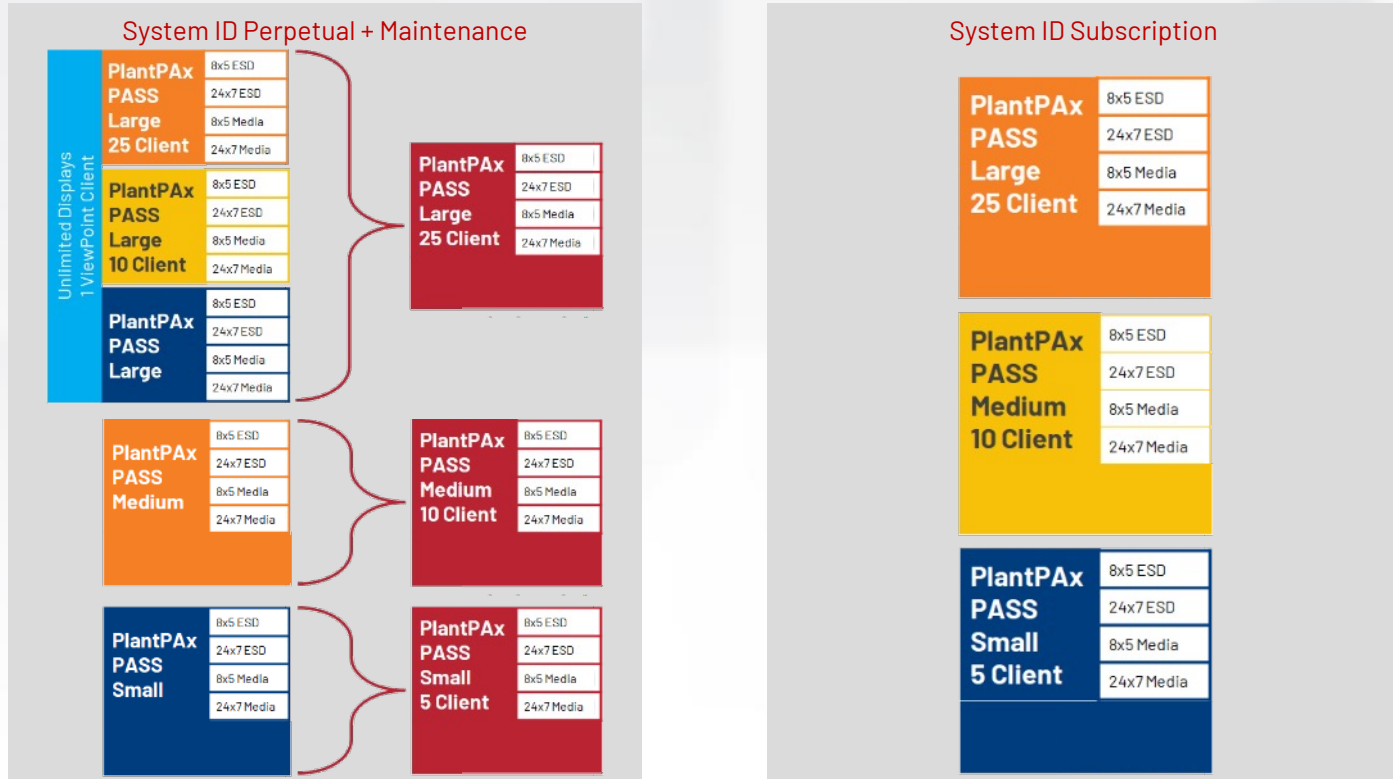 System ID Perpetual + Maintenance
Unlimited Displays
1 ViewPoint Client
PlantPAx
PASS
Large
25 Client
8x5 ESD
24x7 ESD
8x5 Media
24x7 Media
PlantPAx
PASS
Large
10 Client
8x5 ESD
24x7 ESD
8x5 Media
24x7 Media
PlantPAx
PASS
Large
8x5 ESD
24x7 ESD
8x5 Media
24x7 Media
PlantPAx
PASS
Large
25 Client
8x5 ESD
24x7 ESD
8x5 Media
24x7 Media
PlantPAx
PASS
Medium
8x5 ESD
24x7 ESD
8x5 Media
24x7 Media
PlantPAx
PASS
Medium
10 Client
8x5 ESD
24x7 ESD
8x5 Media
24x7 Media
PlantPAx
PASS
Small
8x5 ESD
24x7 ESD
8x5 Media
24x7 Media
PlantPAx
PASS
Small
5 Client
8x5 ESD
24x7 ESD
8x5 Media
24x7 Media
System ID Subscription
PlantPAx
PASS
Large
25 Client
8x5 ESD
24x7 ESD
8x5 Media
24x7 Media
PlantPAx
PASS
Medium
10 Client
8x5 ESD
24x7 ESD
8x5 Media
24x7 Media
PlantPAx
PASS
Small
5 Client
8x5 ESD
24x7 ESD
8x5 Media
24x7 Media